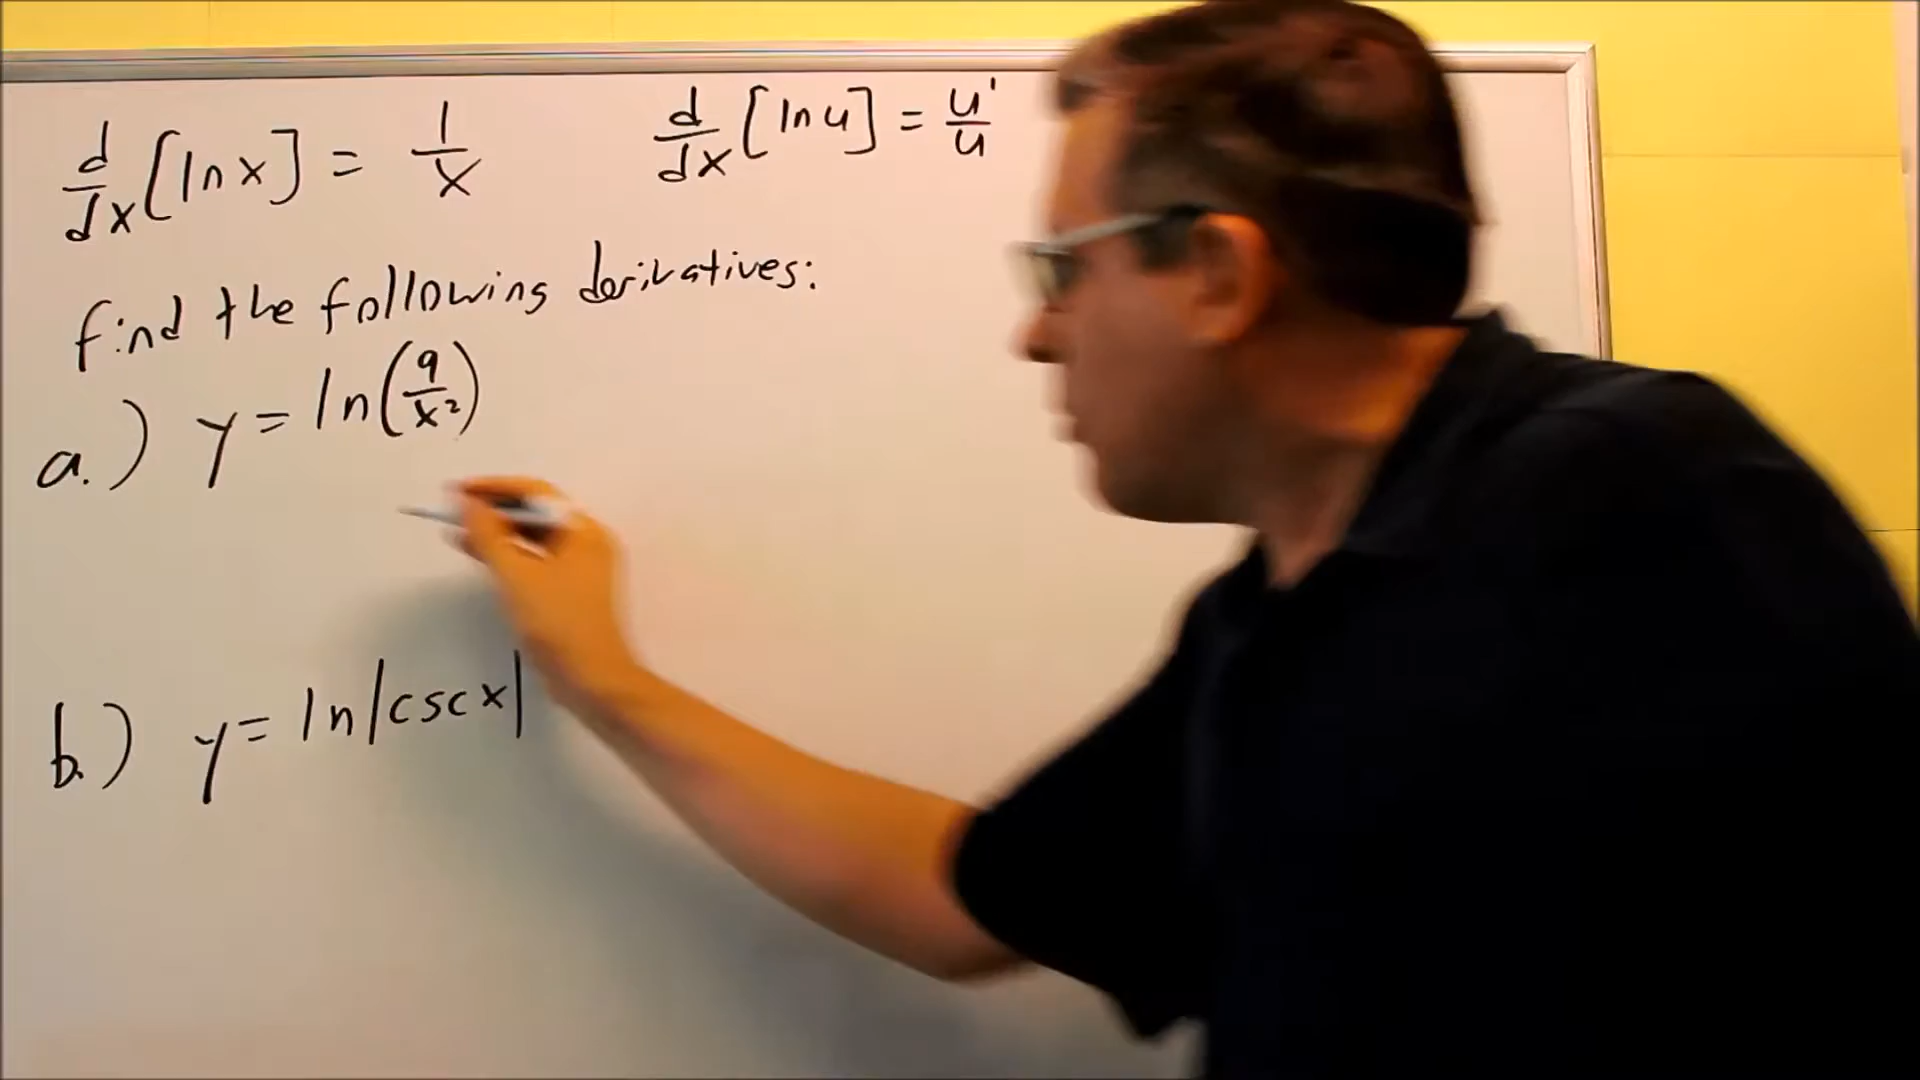 d/dx [ln x] = 1/x
d/dx [ln u] = u'/u
find the following derivatives:
a.) y = ln(9/x²)
b.) y = ln|csc x|